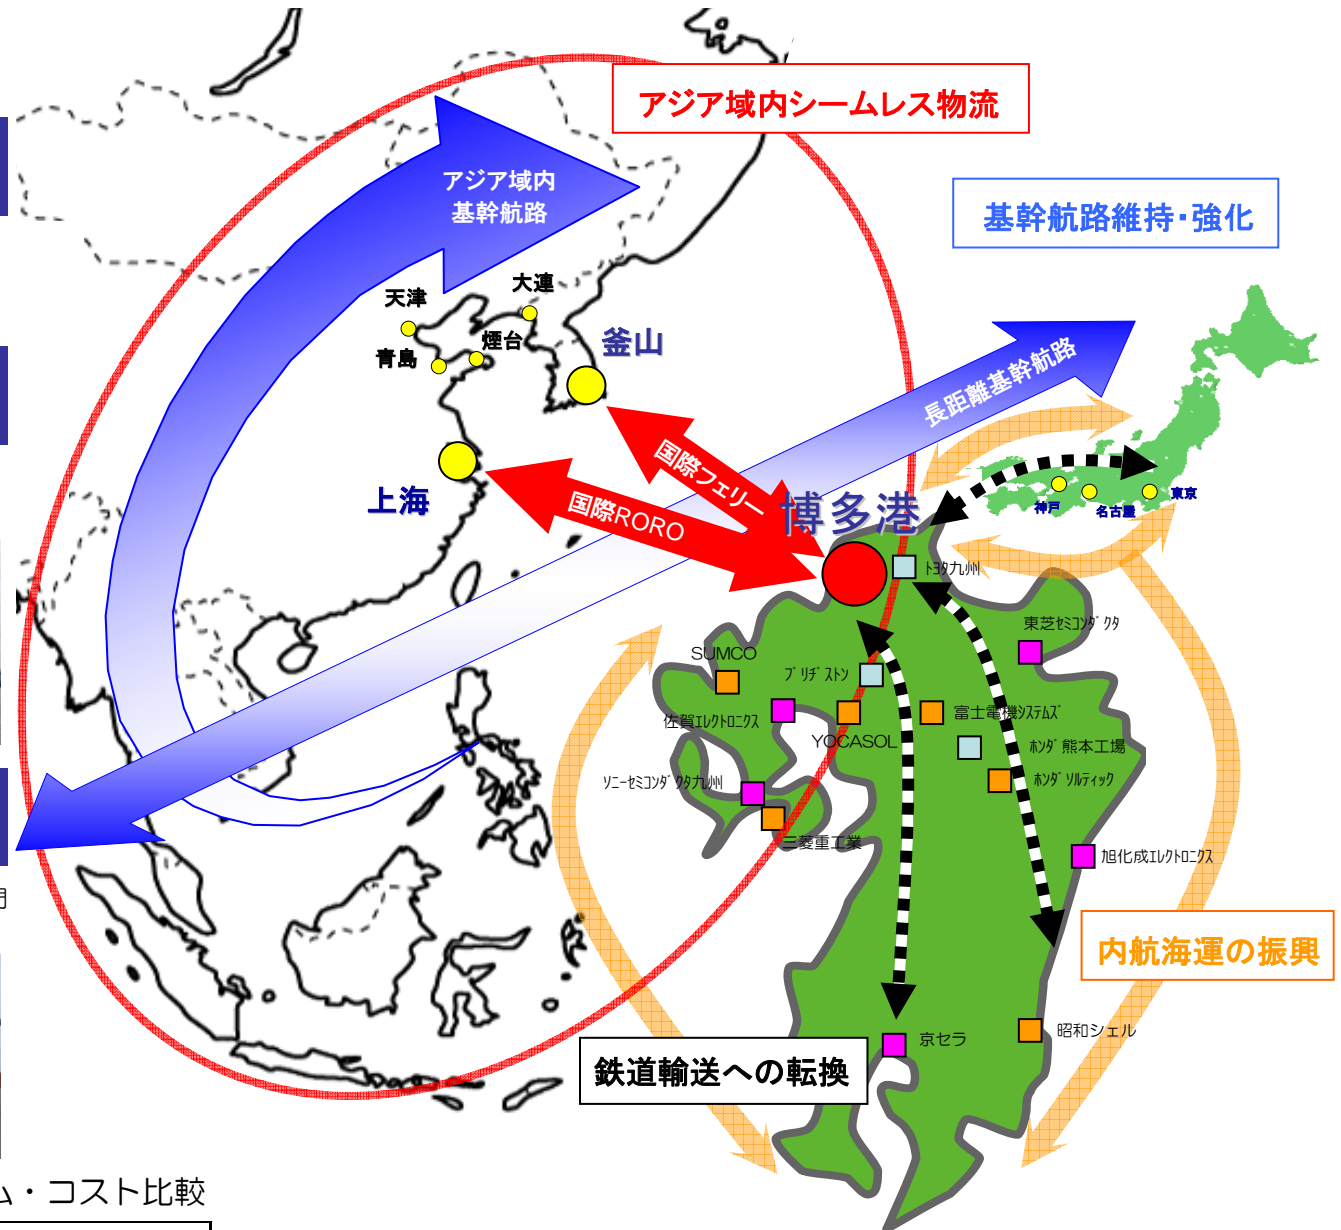 アジア域内シームレス物流
アジア域内
基幹航路
基幹航路維持・強化
天津
大連
青島
煙台
釜山
長距離基幹航路
上海
国際フェリー
国際RORO
博多港
神戸
名古屋
東京
トヨタ九州
東芝セミコンダクタ
SUMCO
ブリヂストン
佐賀エレクトロニクス
YOCASOL
富士電機システムズ
ホンダ熊本工場
ソニーセミコンダクタ九州
ホンダソルティック
三菱重工業
旭化成エレクトロニクス
内航海運の振興
昭和シェル
京セラ
鉄道輸送への転換
ム・コスト比較